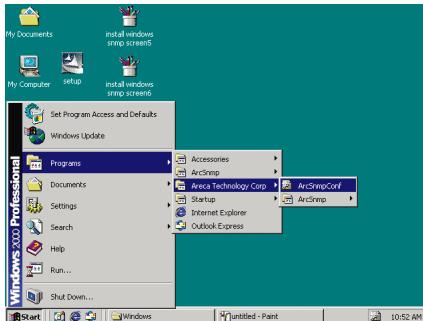 My Documents
install windows
snmp screen5
My Computer
setup
install windows
snmp screen6
Windows 2000 Professional
Set Program Access and Defaults
Windows Update
Programs
Documents
Settings
Search
Help
Run...
Shut Down...
Accessories
ArcSnmp
Areca Technology Corp
Startup
Internet Explorer
Outlook Express
ArcSnmpConf
ArcSnmp
Start
Windows
untitled - Paint
10:52 AM